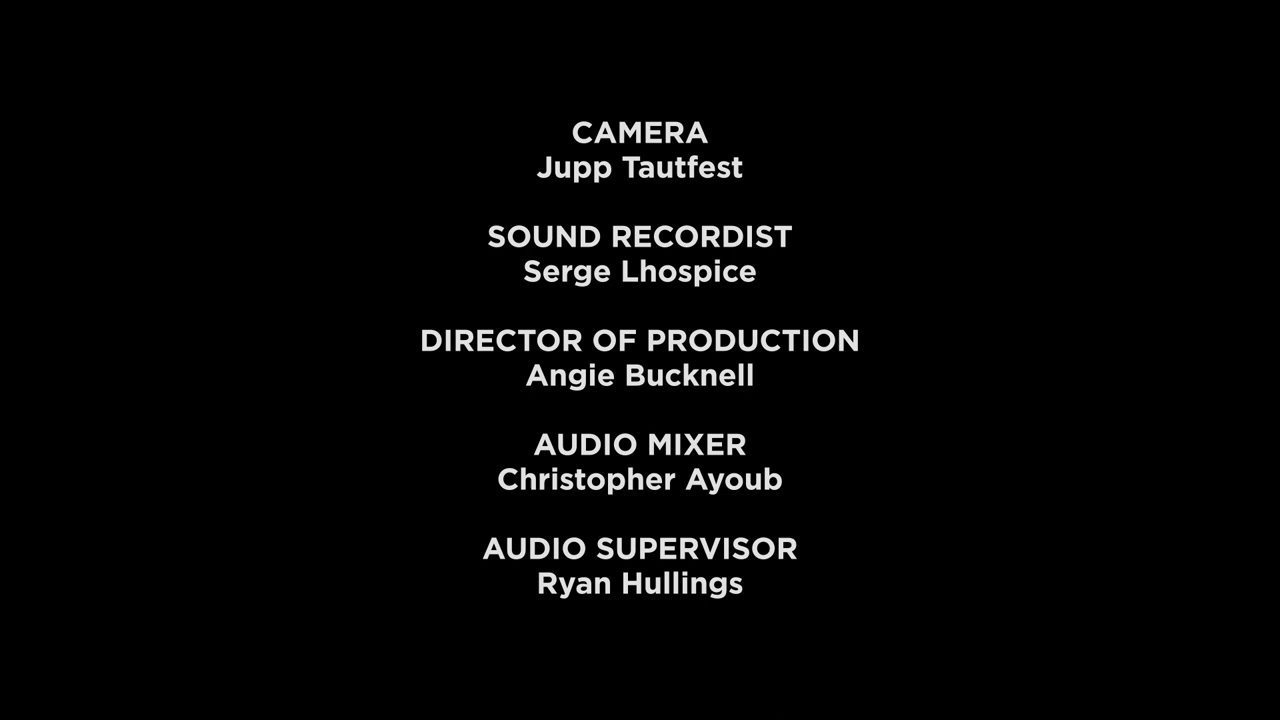 CAMERA
Jupp Tautfest
SOUND RECORDIST
Serge Lhospice
DIRECTOR OF PRODUCTION
Angie Bucknell
AUDIO MIXER
Christopher Ayoub
AUDIO SUPERVISOR
Ryan Hullings